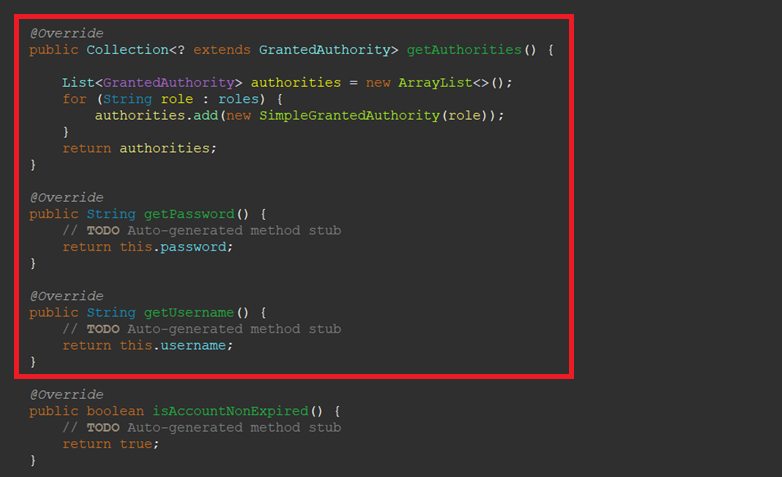 @Override
public Collection<? extends GrantedAuthority> getAuthorities() {
List<GrantedAuthority> authorities = new ArrayList<>();
for (String role : roles) {
authorities.add(new SimpleGrantedAuthority(role));
}
return authorities;
}
@Override
public String getPassword() {
// TODO Auto-generated method stub
return this.password;
}
@Override
public String getUsername() {
// TODO Auto-generated method stub
return this.username;
}
@Override
public boolean isAccountNonExpired() {
// TODO Auto-generated method stub
return true;
}